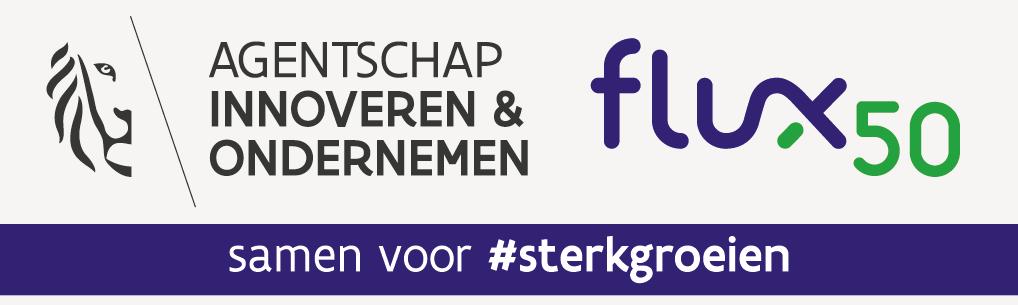 AGENTSCHAP
INNOVEREN &
ONDERNEMEN
flux50
samen voor #sterkgroeien